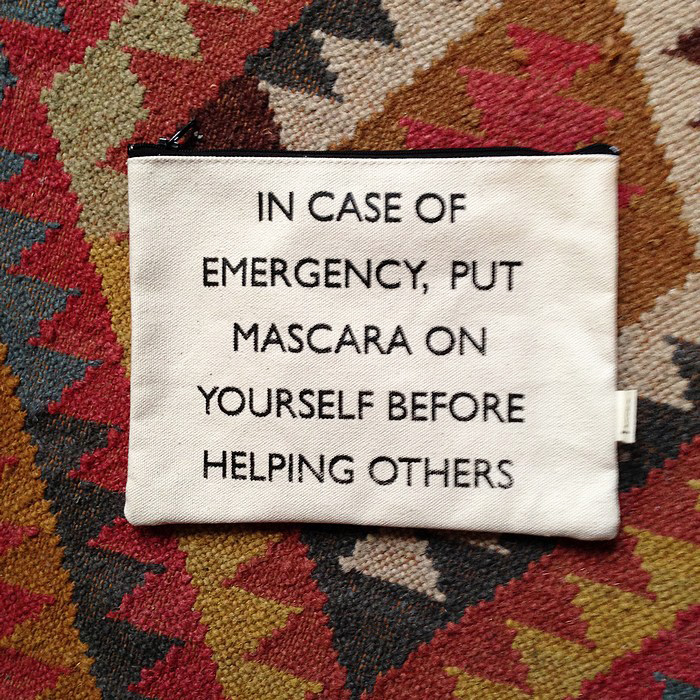 IN CASE OF
EMERGENCY, PUT
MASCARA ON
YOURSELF BEFORE
HELPING OTHERS